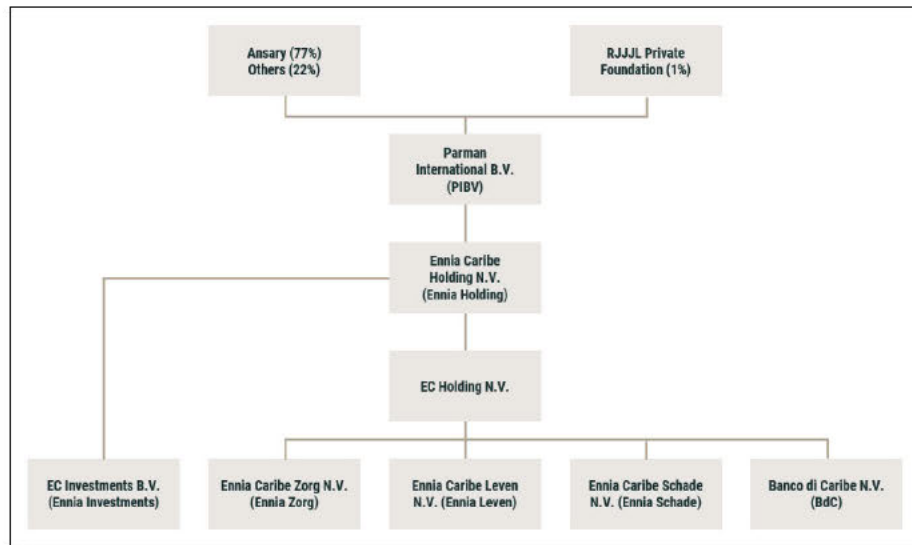 Ansary (77%)
Others (22%)
RJJJL Private
Foundation (1%)
Parman
International B.V.
(PIBV)
Ennia Caribe
Holding N.V.
(Ennia Holding)
EC Holding N.V.
EC Investments B.V.
(Ennia Investments)
Ennia Caribe Zorg N.V.
(Ennia Zorg)
Ennia Caribe Leven
N.V. (Ennia Leven)
Ennia Caribe Schade
N.V. (Ennia Schade)
Banco di Caribe N.V.
(BdC)